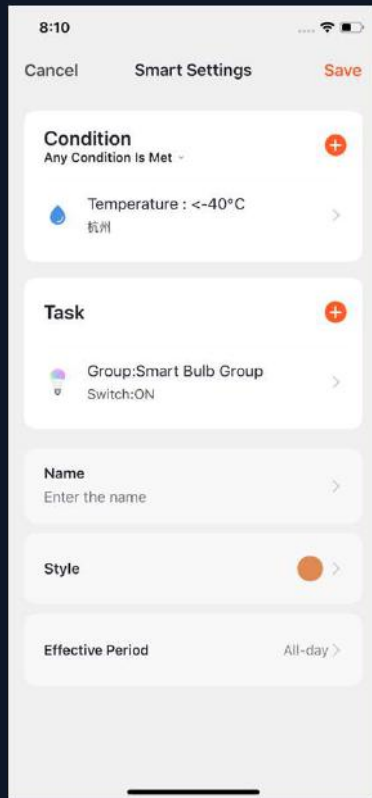 8:10
Cancel
Smart Settings
Save
Condition
Any Condition Is Met
Temperature : <-40°C
杭州
Task
Group:Smart Bulb Group
Switch:ON
Name
Enter the name
Style
Effective Period
All-day